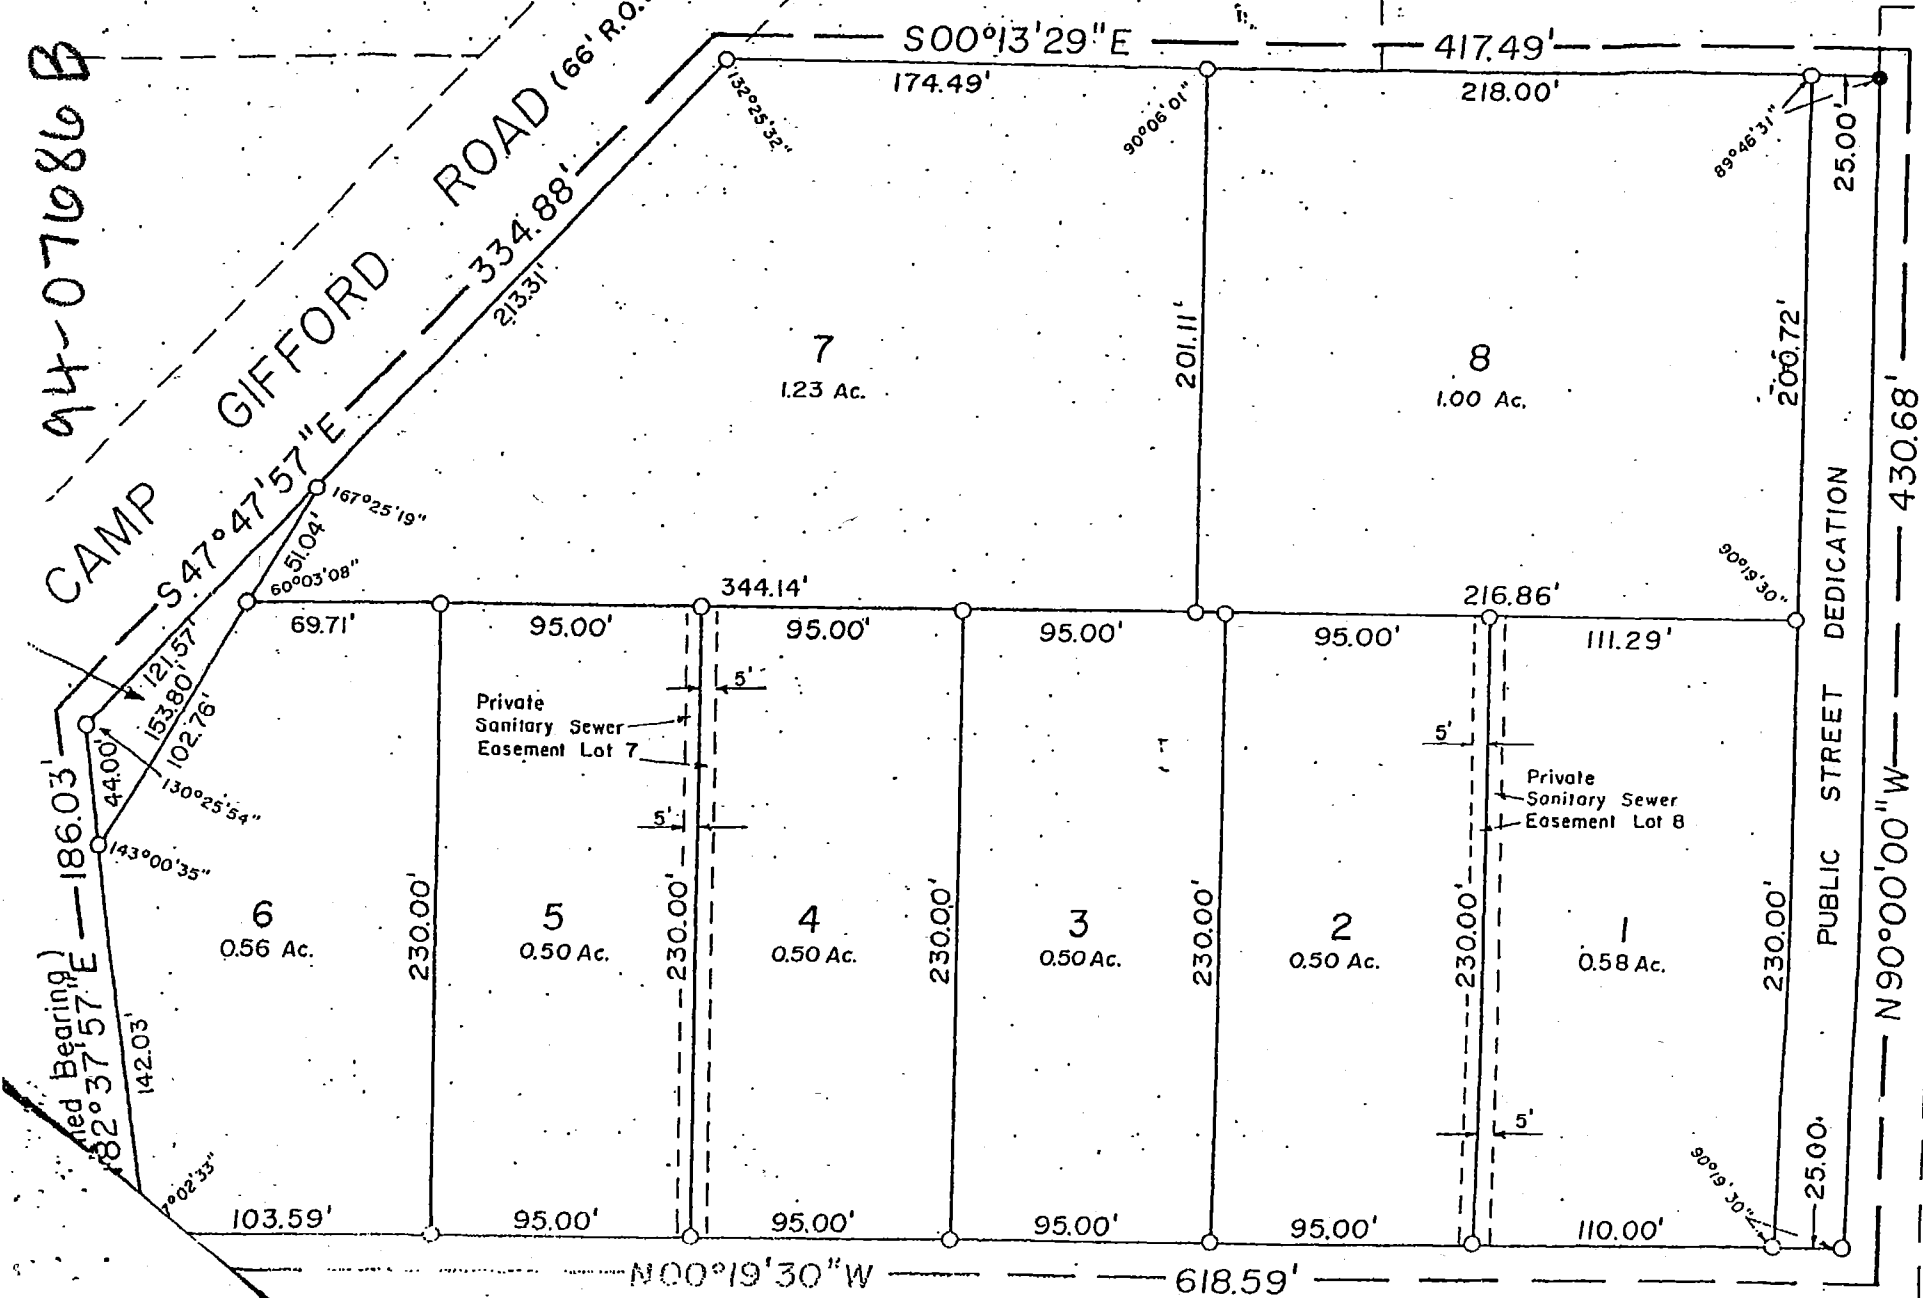 94-07686 B
CAMP GIFFORD ROAD (66' R.O.
S00°13'29"E 417.49'
174.49'
218.00'
132°25'32"
90°06'01"
89°46'31"
25.00'
S47°47'57"E 334.88'
213.31'
7
1.23 Ac.
201.11'
8
1.00 Ac.
200.72'
167°25'19"
51.04'
60°03'08"
344.14'
216.86'
90°19'30"
69.71'
95.00'
95.00'
95.00'
95.00'
111.29'
121.57'
153.80'
102.76'
44.00'
130°25'54"
143°00'35"
5'
Private
Sanitary Sewer
Easement Lot 7
5'
5'
Private
Sanitary Sewer
Easement Lot 8
5'
6
0.56 Ac.
230.00'
5
0.50 Ac.
230.00'
4
0.50 Ac.
230.00'
3
0.50 Ac.
230.00'
2
0.50 Ac.
230.00'
1
0.58 Ac.
230.00'
PUBLIC STREET DEDICATION
N90°00'00"W 430.68'
ned Bearing)
82°37'57"E 186.03'
142.03'
7°02'33"
90°19'30"
25.00'
103.59'
95.00'
95.00'
95.00'
95.00'
110.00'
N00°19'30"W 618.59'